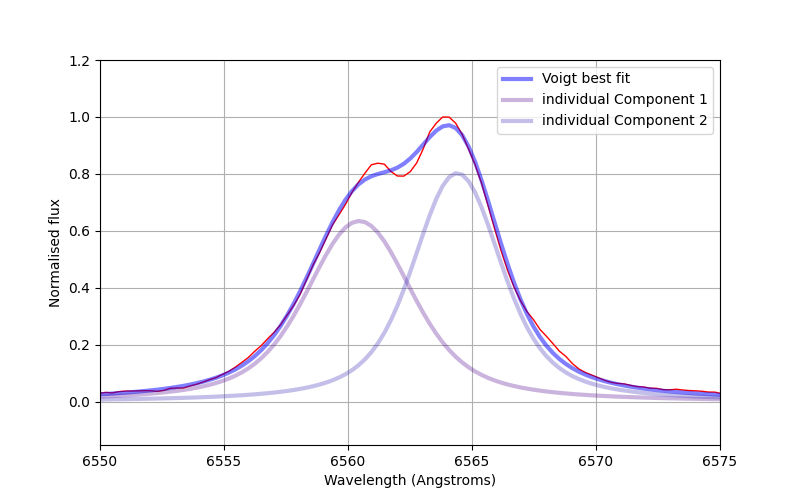 1.2
1.0
0.8
0.6
0.4
0.2
0.0
Normalised flux
Voigt best fit
individual Component 1
individual Component 2
6550 6555 6560 6565 6570 6575
Wavelength (Angstroms)